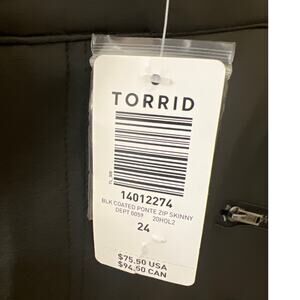 TORRID
14012274
BLK COATED PONTE ZIP SKINNY
DEPT 0059 20HOL2
24
$75.50 USA
$94.50 CAN